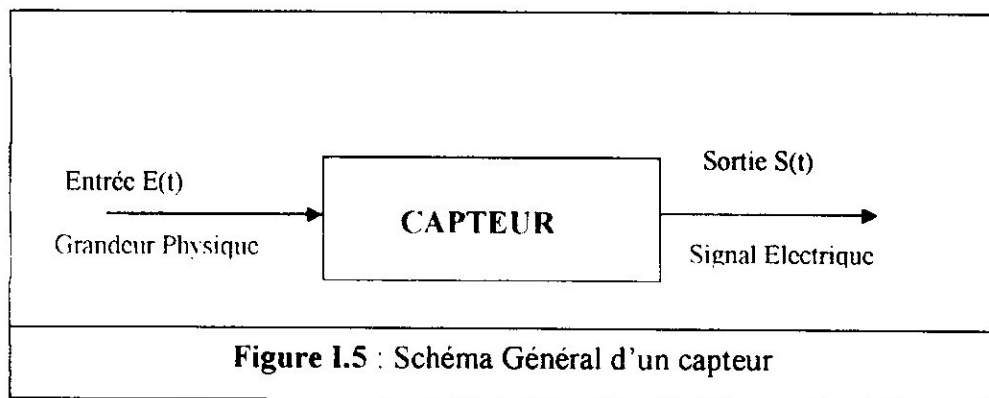 Entrée E(t)
Grandeur Physique
CAPTEUR
Sortie S(t)
Signal Electrique
Figure I.5 : Schéma Général d'un capteur